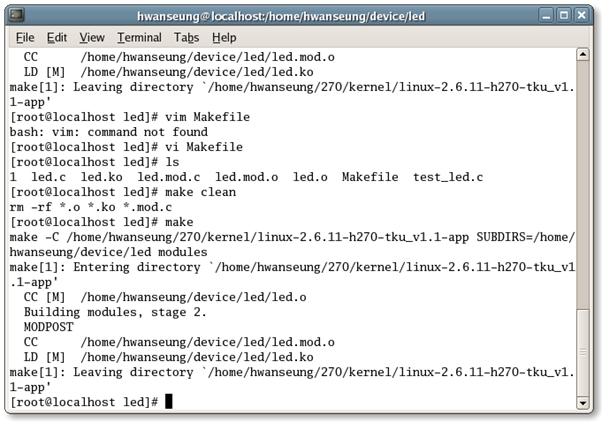 hwanseung@localhost:/home/hwanseung/device/led
File Edit View Terminal Tabs Help
  CC      /home/hwanseung/device/led/led.mod.o
  LD [M]  /home/hwanseung/device/led/led.ko
make[1]: Leaving directory `/home/hwanseung/270/kernel/linux-2.6.11-h270-tku_v1.
1-app'
[root@localhost led]# vim Makefile
bash: vim: command not found
[root@localhost led]# vi Makefile
[root@localhost led]# ls
1  led.c  led.ko  led.mod.c  led.mod.o  led.o  Makefile  test_led.c
[root@localhost led]# make clean
rm -rf *.o *.ko *.mod.c
[root@localhost led]# make
make -C /home/hwanseung/270/kernel/linux-2.6.11-h270-tku_v1.1-app SUBDIRS=/home/
hwanseung/device/led modules
make[1]: Entering directory `/home/hwanseung/270/kernel/linux-2.6.11-h270-tku_v1
.1-app'
  CC [M]  /home/hwanseung/device/led/led.o
  Building modules, stage 2.
  MODPOST
  CC      /home/hwanseung/device/led/led.mod.o
  LD [M]  /home/hwanseung/device/led/led.ko
make[1]: Leaving directory `/home/hwanseung/270/kernel/linux-2.6.11-h270-tku_v1.
1-app'
[root@localhost led]#